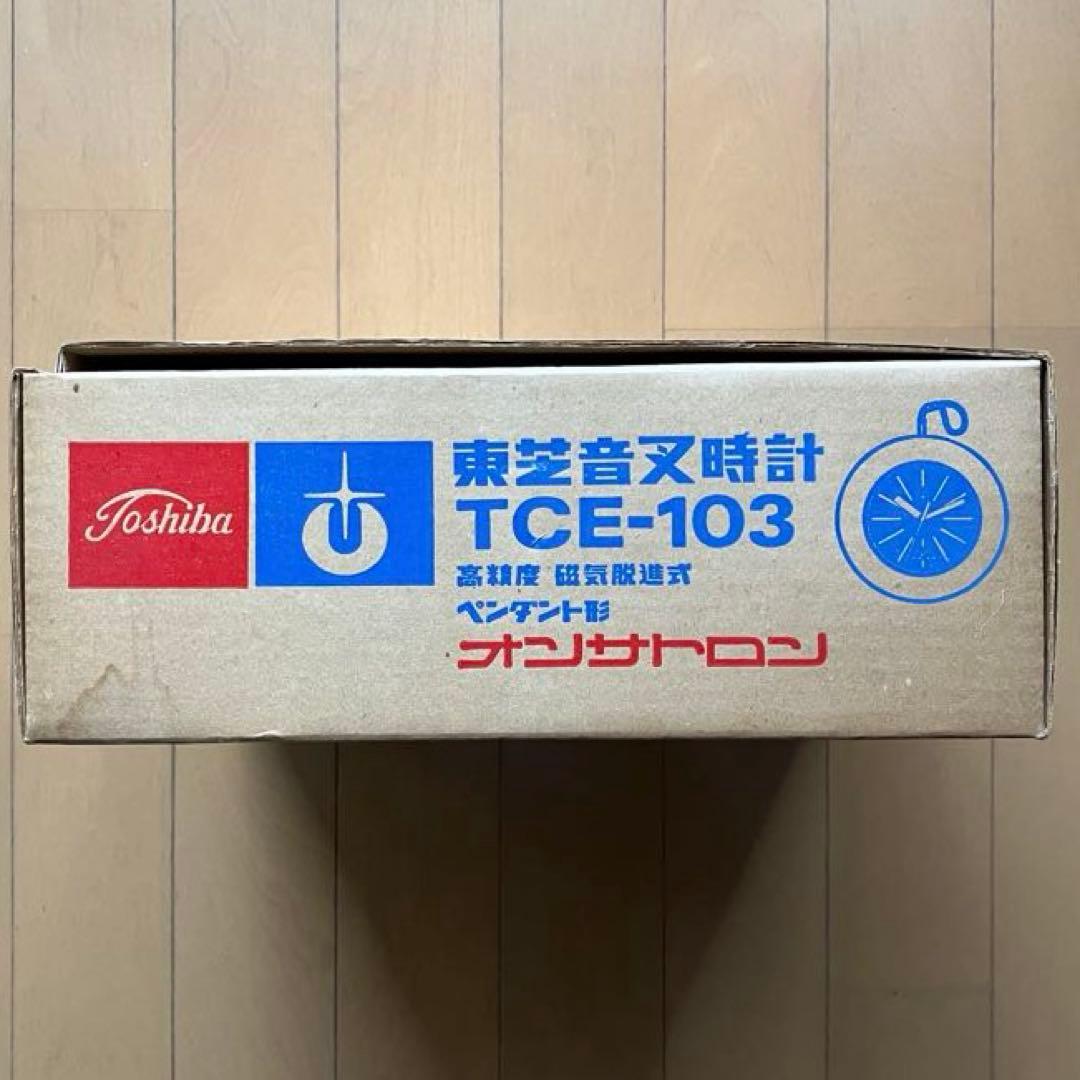 Toshiba
東芝音叉時計
TCE-103
高精度 磁気脱進式
ペンダント形
オンサトロン